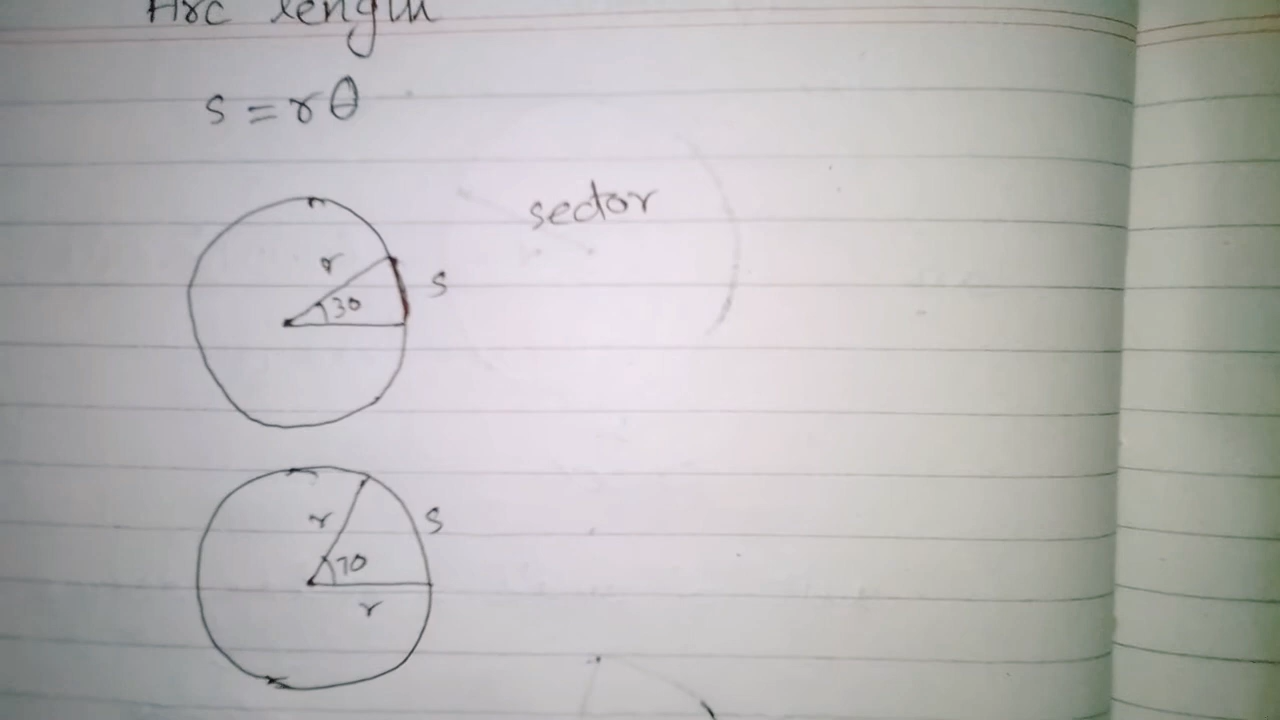 Arc length
s = rθ
sector
r
30
s
r
s
70
r